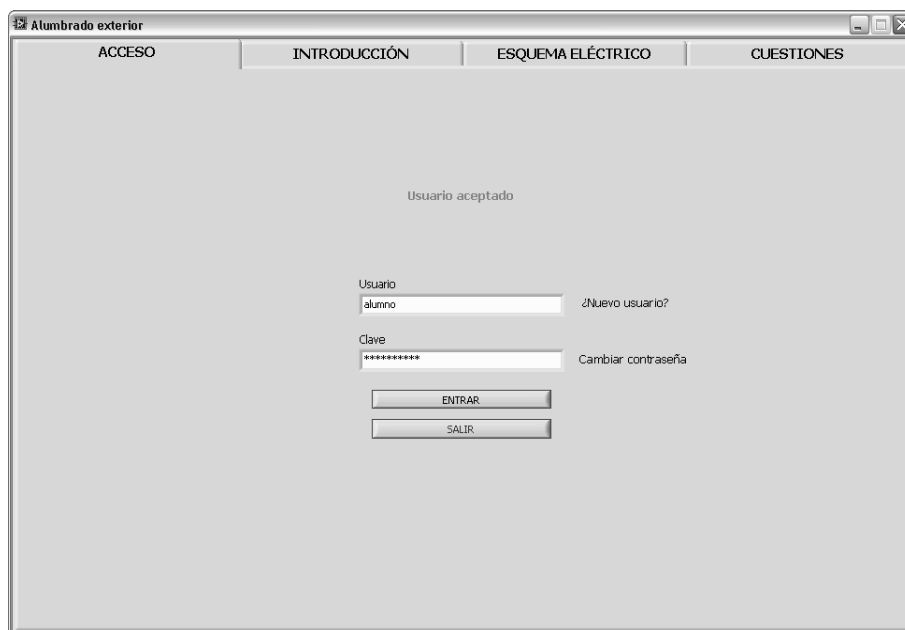 Alumbrado exterior
ACCESO INTRODUCCIÓN ESQUEMA ELÉCTRICO CUESTIONES
Usuario aceptado
Usuario
alumno ¿Nuevo usuario?
Clave
********** Cambiar contraseña
ENTRAR
SALIR